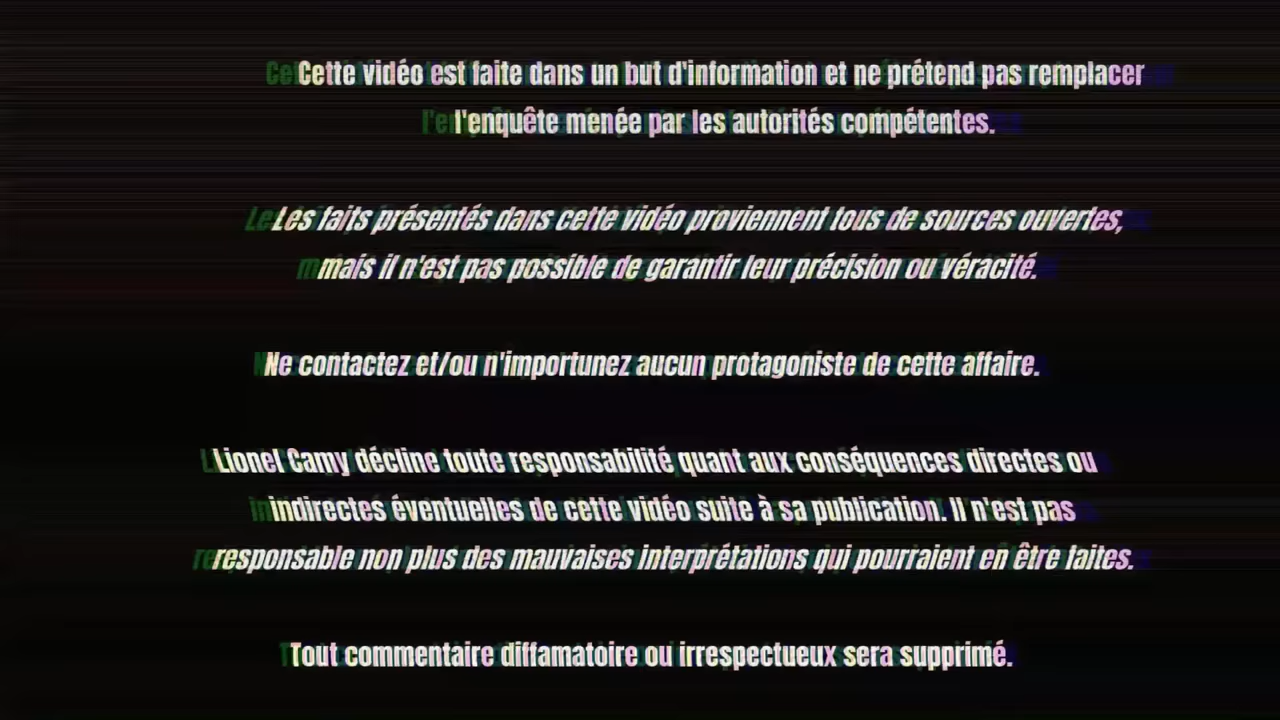 Cette vidéo est faite dans un but d'information et ne prétend pas remplacer
l'enquête menée par les autorités compétentes.
Les faits présentés dans cette vidéo proviennent tous de sources ouvertes,
mais il n'est pas possible de garantir leur précision ou véracité.
Ne contactez et/ou n'importunez aucun protagoniste de cette affaire.
Lionel Camy décline toute responsabilité quant aux conséquences directes ou
indirectes éventuelles de cette vidéo suite à sa publication. Il n'est pas
responsable non plus des mauvaises interprétations qui pourraient en être faites.
Tout commentaire diffamatoire ou irrespectueux sera supprimé.